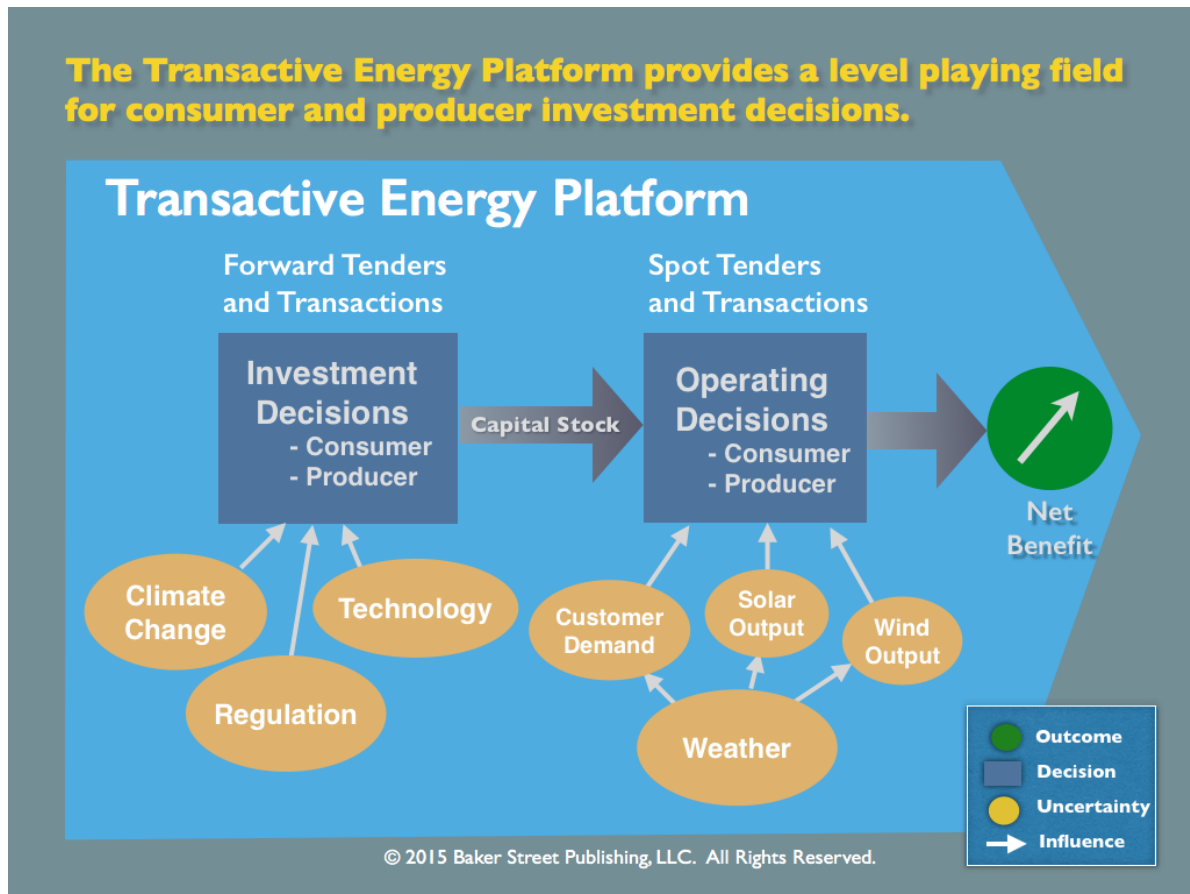 The Transactive Energy Platform provides a level playing field
for consumer and producer investment decisions.
Transactive Energy Platform
Forward Tenders
and Transactions
Spot Tenders
and Transactions
Investment
Decisions
- Consumer
- Producer
Capital Stock
Operating
Decisions
- Consumer
- Producer
Net
Benefit
Climate
Change
Technology
Regulation
Customer
Demand
Solar
Output
Wind
Output
Weather
Outcome
Decision
Uncertainty
Influence
© 2015 Baker Street Publishing, LLC. All Rights Reserved.